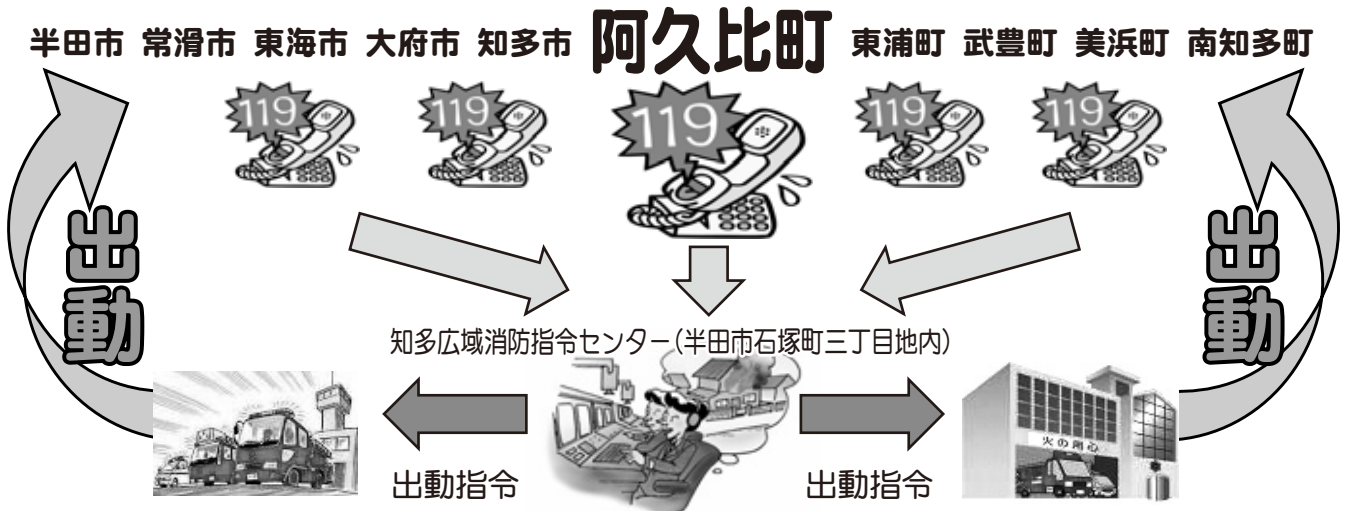 半田市 常滑市 東海市 大府市 知多市 阿久比町 東浦町 武豊町 美浜町 南知多町
119 119 119 119 119
出動
出動
知多広域消防指令センター(半田市石塚町三丁目地内)
火の用心
出動指令
出動指令